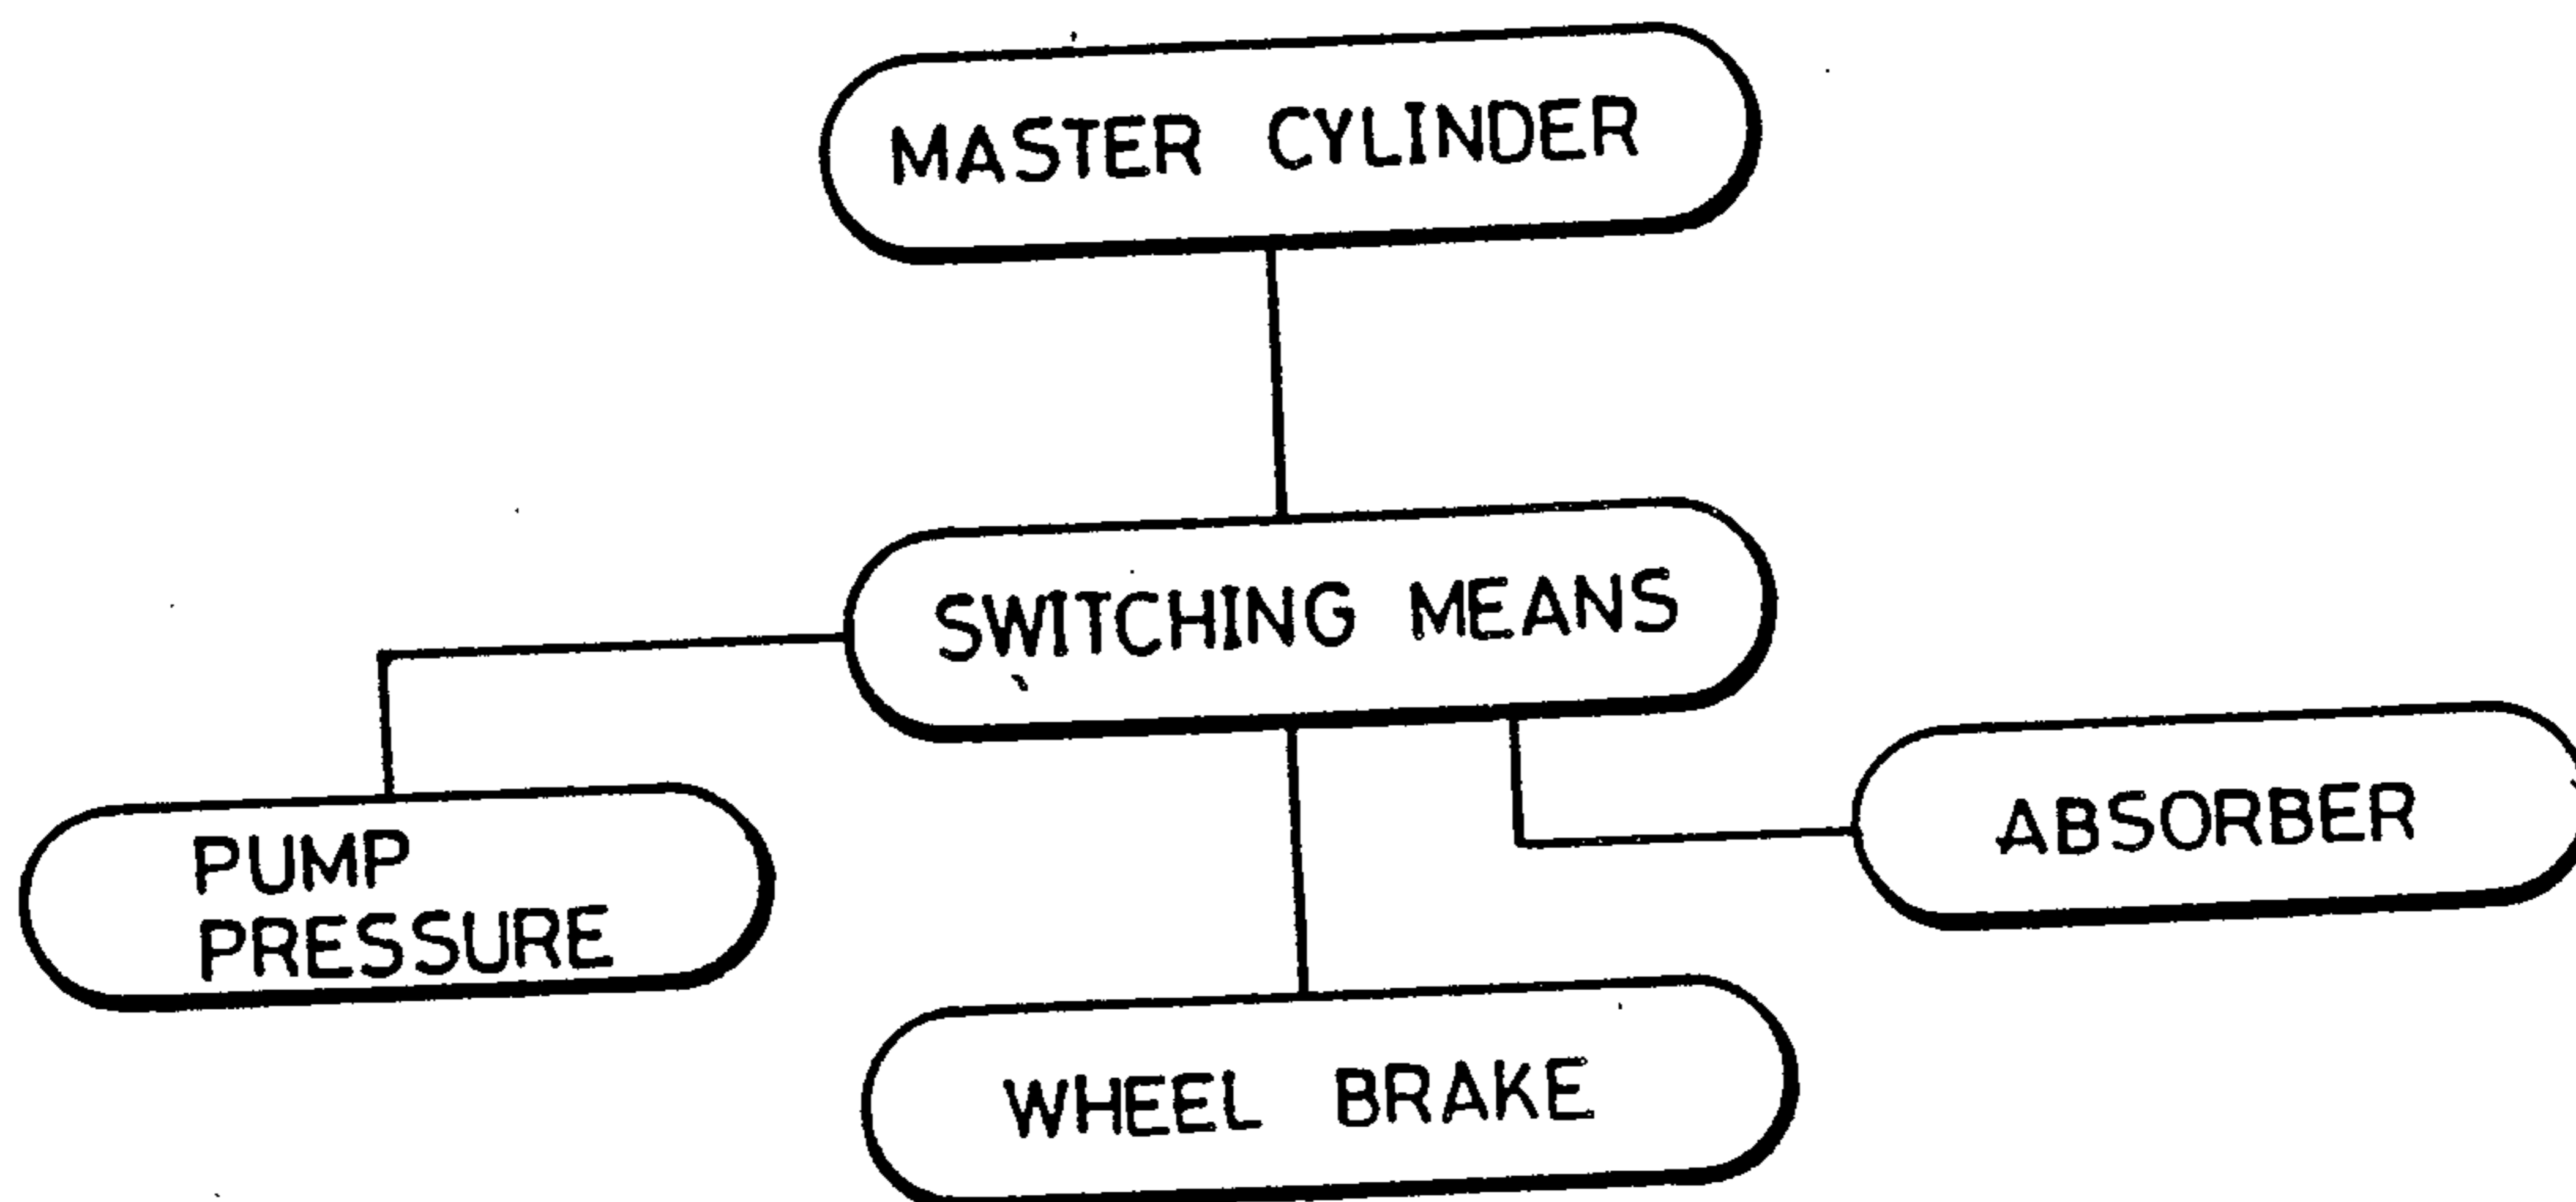 MASTER CYLINDER
SWITCHING MEANS
PUMP
PRESSURE
ABSORBER
WHEEL BRAKE